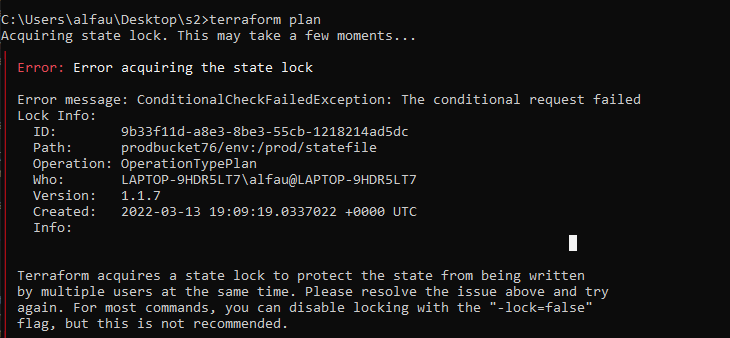 C:\Users\alfau\Desktop\s2>terraform plan
Acquiring state lock. This may take a few moments...
Error: Error acquiring the state lock
Error message: ConditionalCheckFailedException: The conditional request failed
Lock Info:
ID: 9b33f11d-a8e3-8be3-55cb-1218214ad5dc
Path: prodbucket76/env:/prod/statefile
Operation: OperationTypePlan
Who: LAPTOP-9HDR5LT7\alfau@LAPTOP-9HDR5LT7
Version: 1.1.7
Created: 2022-03-13 19:09:19.0337022 +0000 UTC
Info:
Terraform acquires a state lock to protect the state from being written
by multiple users at the same time. Please resolve the issue above and try
again. For most commands, you can disable locking with the "-lock=false"
flag, but this is not recommended.